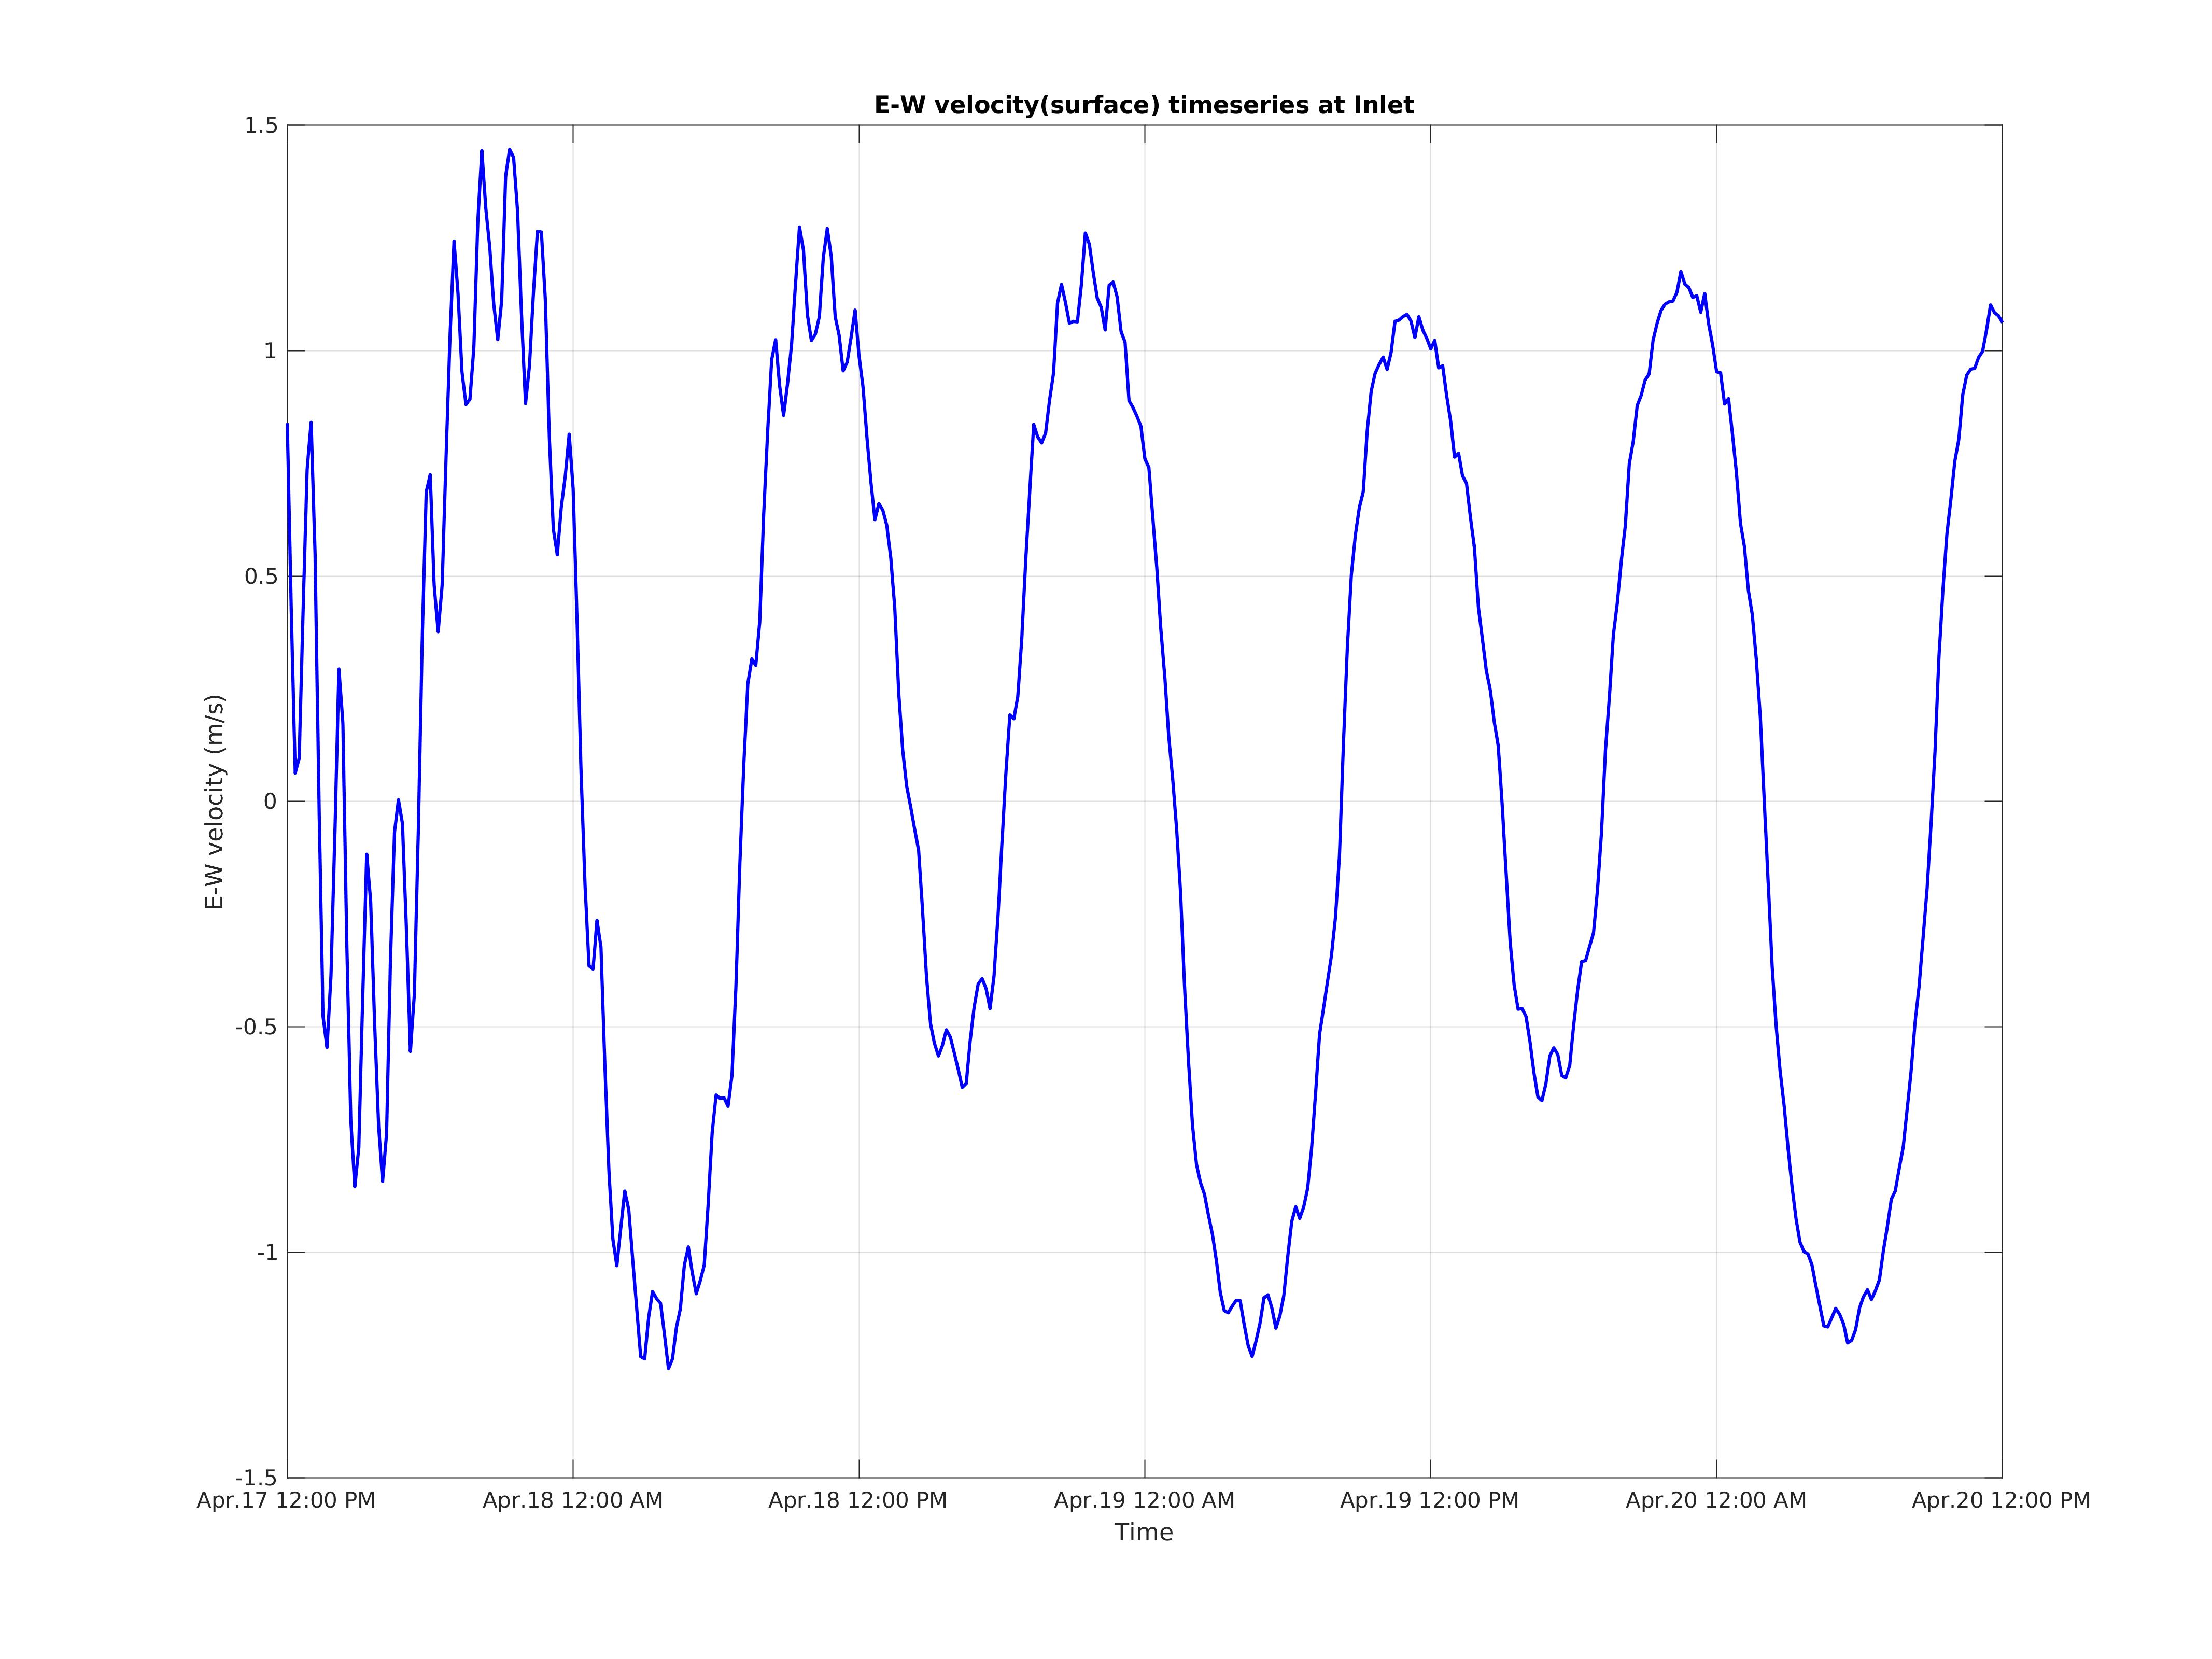 E-W velocity(surface) timeseries at Inlet
1.5
1
0.5
0
-0.5
-1
-1.5
E-W velocity (m/s)
Apr.17 12:00 PM Apr.18 12:00 AM Apr.18 12:00 PM Apr.19 12:00 AM Apr.19 12:00 PM Apr.20 12:00 AM Apr.20 12:00 PM
Time